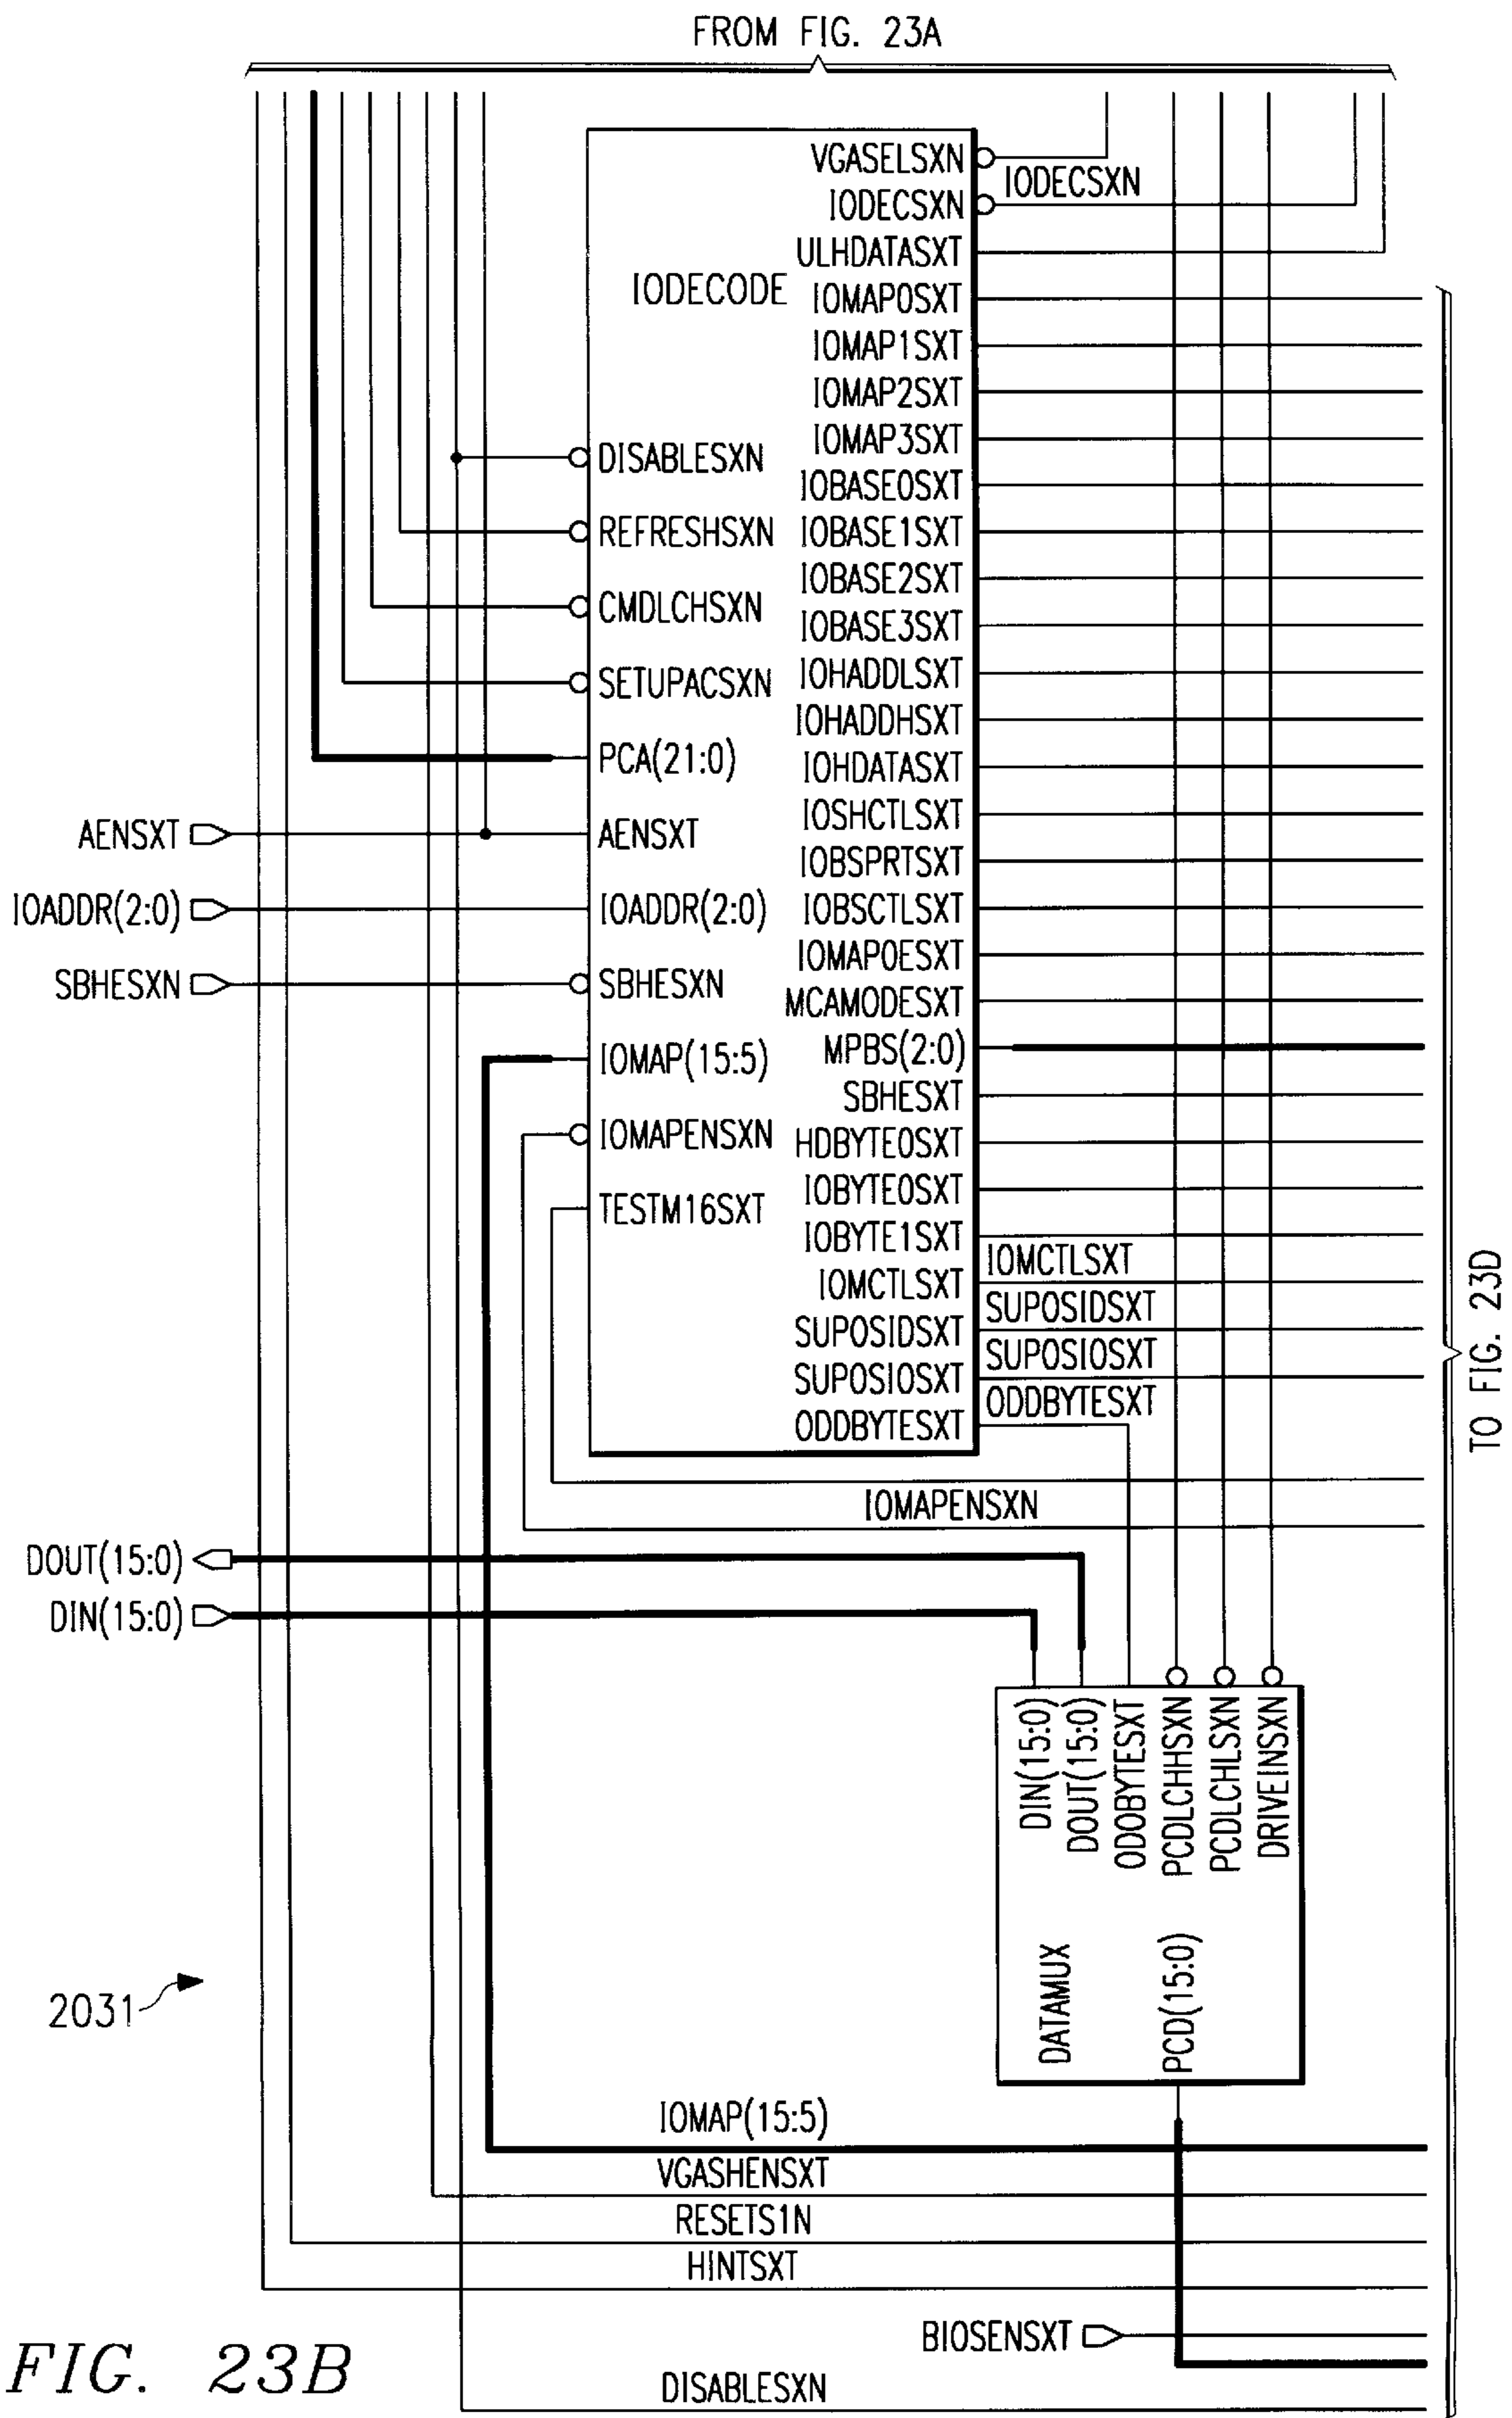 FROM FIG. 23A
VGASELSXN
IODECSXN
IODECSXN
ULHDATASXT
IODECODE
IOMAP0SXT
IOMAP1SXT
IOMAP2SXT
IOMAP3SXT
DISABLESXN
IOBASE0SXT
REFRESHSXN
IOBASE1SXT
IOBASE2SXT
CMDLCHSXN
IOBASE3SXT
SETUPACSXN
IOHADDLSXT
IOHADDHSXT
PCA(21:0)
IOHDATASXT
IOSHCTLSXT
AENSXT
AENSXT
IOBSPRTSXT
IOADDR(2:0)
IOADDR(2:0)
IOBSCTLSXT
IOMAP0ESXT
SBHESXN
SBHESXN
MCAMODESXT
IOMAP(15:5)
MPBS(2:0)
SBHESXT
IOMAPENSXN
HDBYTE0SXT
IOBYTE0SXT
TESTM16SXT
IOBYTE1SXT
IOMCTLSXT
IOMCTLSXT
SUPOSIDSXT
SUPOSIDSXT
SUPOSIOSXT
SUPOSIOSXT
ODDBYTESXT
ODDBYTESXT
TO FIG. 23D
IOMAPENSXN
DOUT(15:0)
DIN(15:0)
DIN(15:0)
DOUT(15:0)
ODDBYTESXT
PCDLCHHSXN
PCDLCHLSXN
DRIVEINSXN
DATAMUX
PCD(15:0)
2031
IOMAP(15:5)
VGASHENSXT
RESETS1N
HINTSXT
BIOSENSXT
DISABLESXN
FIG. 23B